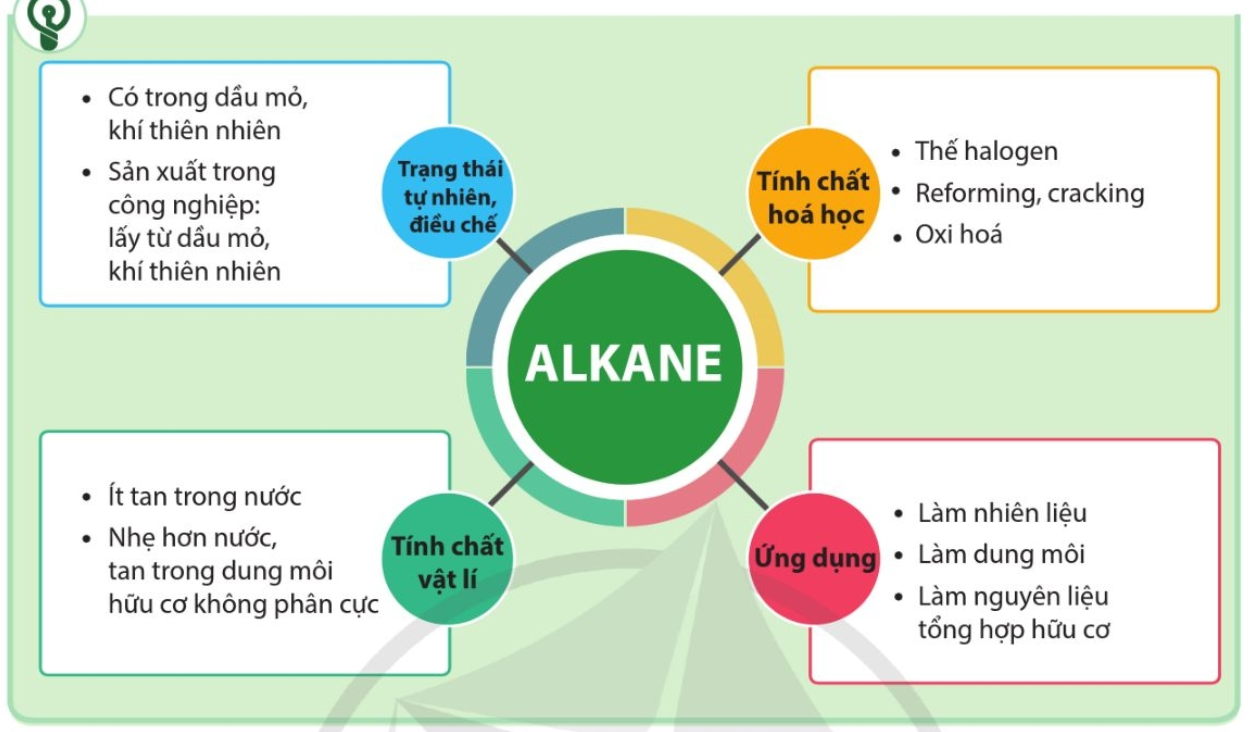 • Có trong dầu mỏ,
khí thiên nhiên
• Sản xuất trong
công nghiệp:
lấy từ dầu mỏ,
khí thiên nhiên
Trạng thái
tự nhiên,
điều chế
Tính chất
hoá học
• Thế halogen
• Reforming, cracking
• Oxi hoá
ALKANE
• Ít tan trong nước
• Nhẹ hơn nước,
tan trong dung môi
hữu cơ không phân cực
Tính chất
vật lí
Ứng dụng
• Làm nhiên liệu
• Làm dung môi
• Làm nguyên liệu
tổng hợp hữu cơ